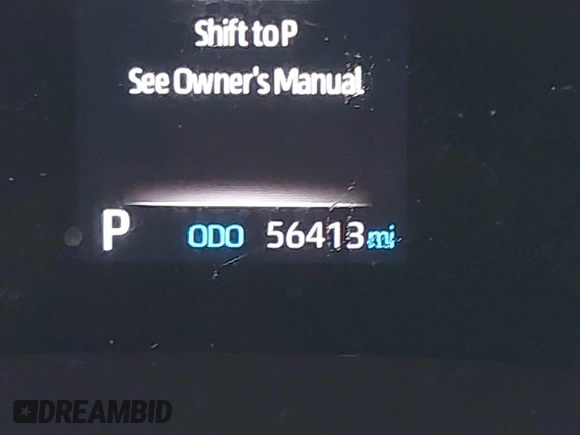 Shift to P
See Owner's Manual
P ODO 56413 mi
DREAMBID